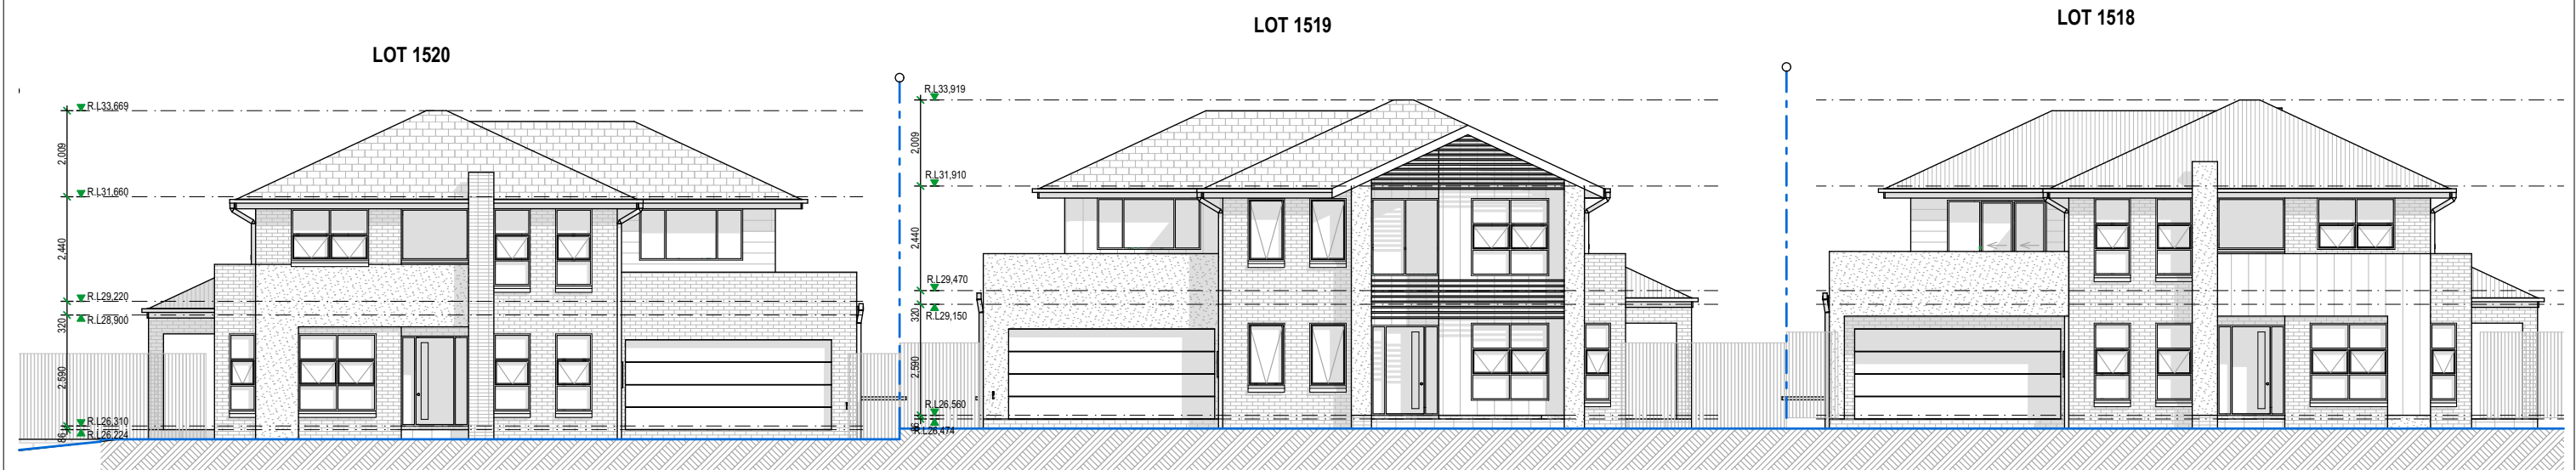 LOT 1520
LOT 1519
LOT 1518
R.L33,669
2,009
R.L31,660
2,440
R.L29,220
320
R.L28,900
2,590
R.L26,310
86
R.L26,224
R.L33,919
2,009
R.L31,910
2,440
R.L29,470
320
R.L29,150
2,590
R.L26,560
R.L26,474